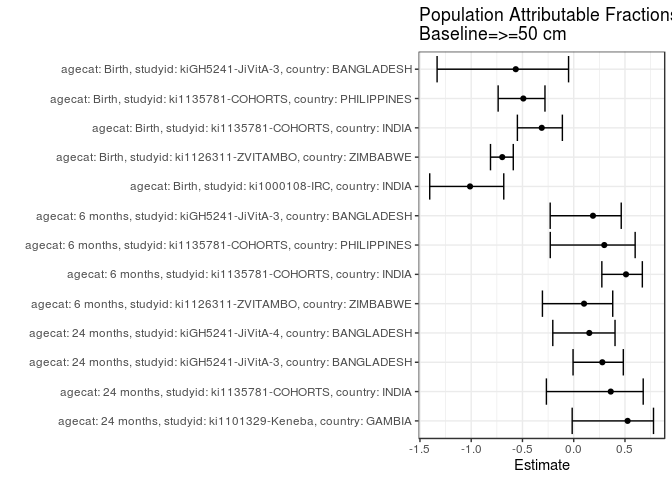 Population Attributable Fractions
Baseline=>=50 cm
agecat: Birth, studyid: kiGH5241-JiVitA-3, country: BANGLADESH
agecat: Birth, studyid: ki1135781-COHORTS, country: PHILIPPINES
agecat: Birth, studyid: ki1135781-COHORTS, country: INDIA
agecat: Birth, studyid: ki1126311-ZVITAMBO, country: ZIMBABWE
agecat: Birth, studyid: ki1000108-IRC, country: INDIA
agecat: 6 months, studyid: kiGH5241-JiVitA-3, country: BANGLADESH
agecat: 6 months, studyid: ki1135781-COHORTS, country: PHILIPPINES
agecat: 6 months, studyid: ki1135781-COHORTS, country: INDIA
agecat: 6 months, studyid: ki1126311-ZVITAMBO, country: ZIMBABWE
agecat: 24 months, studyid: kiGH5241-JiVitA-4, country: BANGLADESH
agecat: 24 months, studyid: kiGH5241-JiVitA-3, country: BANGLADESH
agecat: 24 months, studyid: ki1135781-COHORTS, country: INDIA
agecat: 24 months, studyid: ki1101329-Keneba, country: GAMBIA
-1.5 -1.0 -0.5 0.0 0.5
Estimate